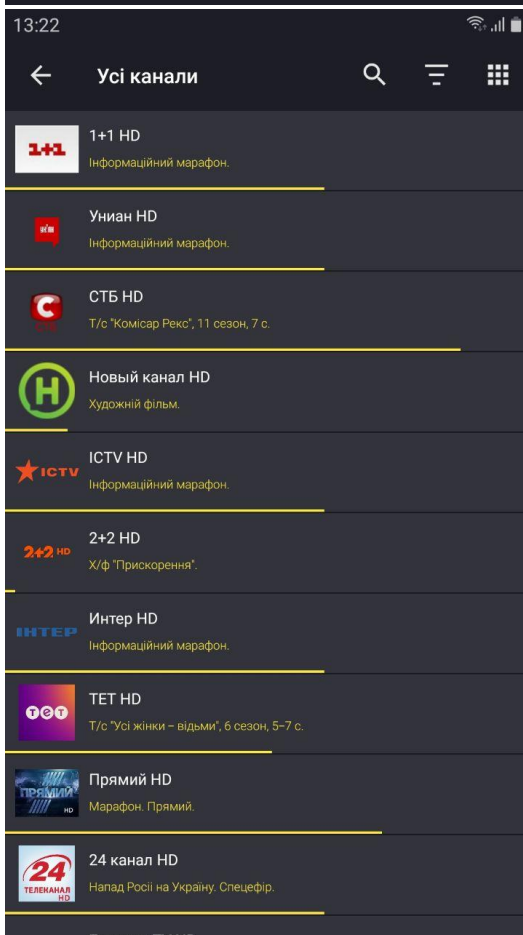 13:22
Усі канали
1+1
1+1 HD
Інформаційний марафон.
Униан HD
Інформаційний марафон.
СТБ HD
Т/с "Комісар Рекс", 11 сезон, 7 с.
Новый канал HD
Художній фільм.
ICTV
ICTV HD
Інформаційний марафон.
2+2 HD
2+2 HD
Х/ф "Прискорення".
ІНТЕР
Интер HD
Інформаційний марафон.
тет
ТЕТ HD
Т/с "Усі жінки – відьми", 6 сезон, 5–7 с.
ПРЯМИЙ HD
Прямий HD
Марафон. Прямий.
24
ТЕЛЕКАНАЛ
HD
24 канал HD
Напад Росії на Україну. Спецефір.